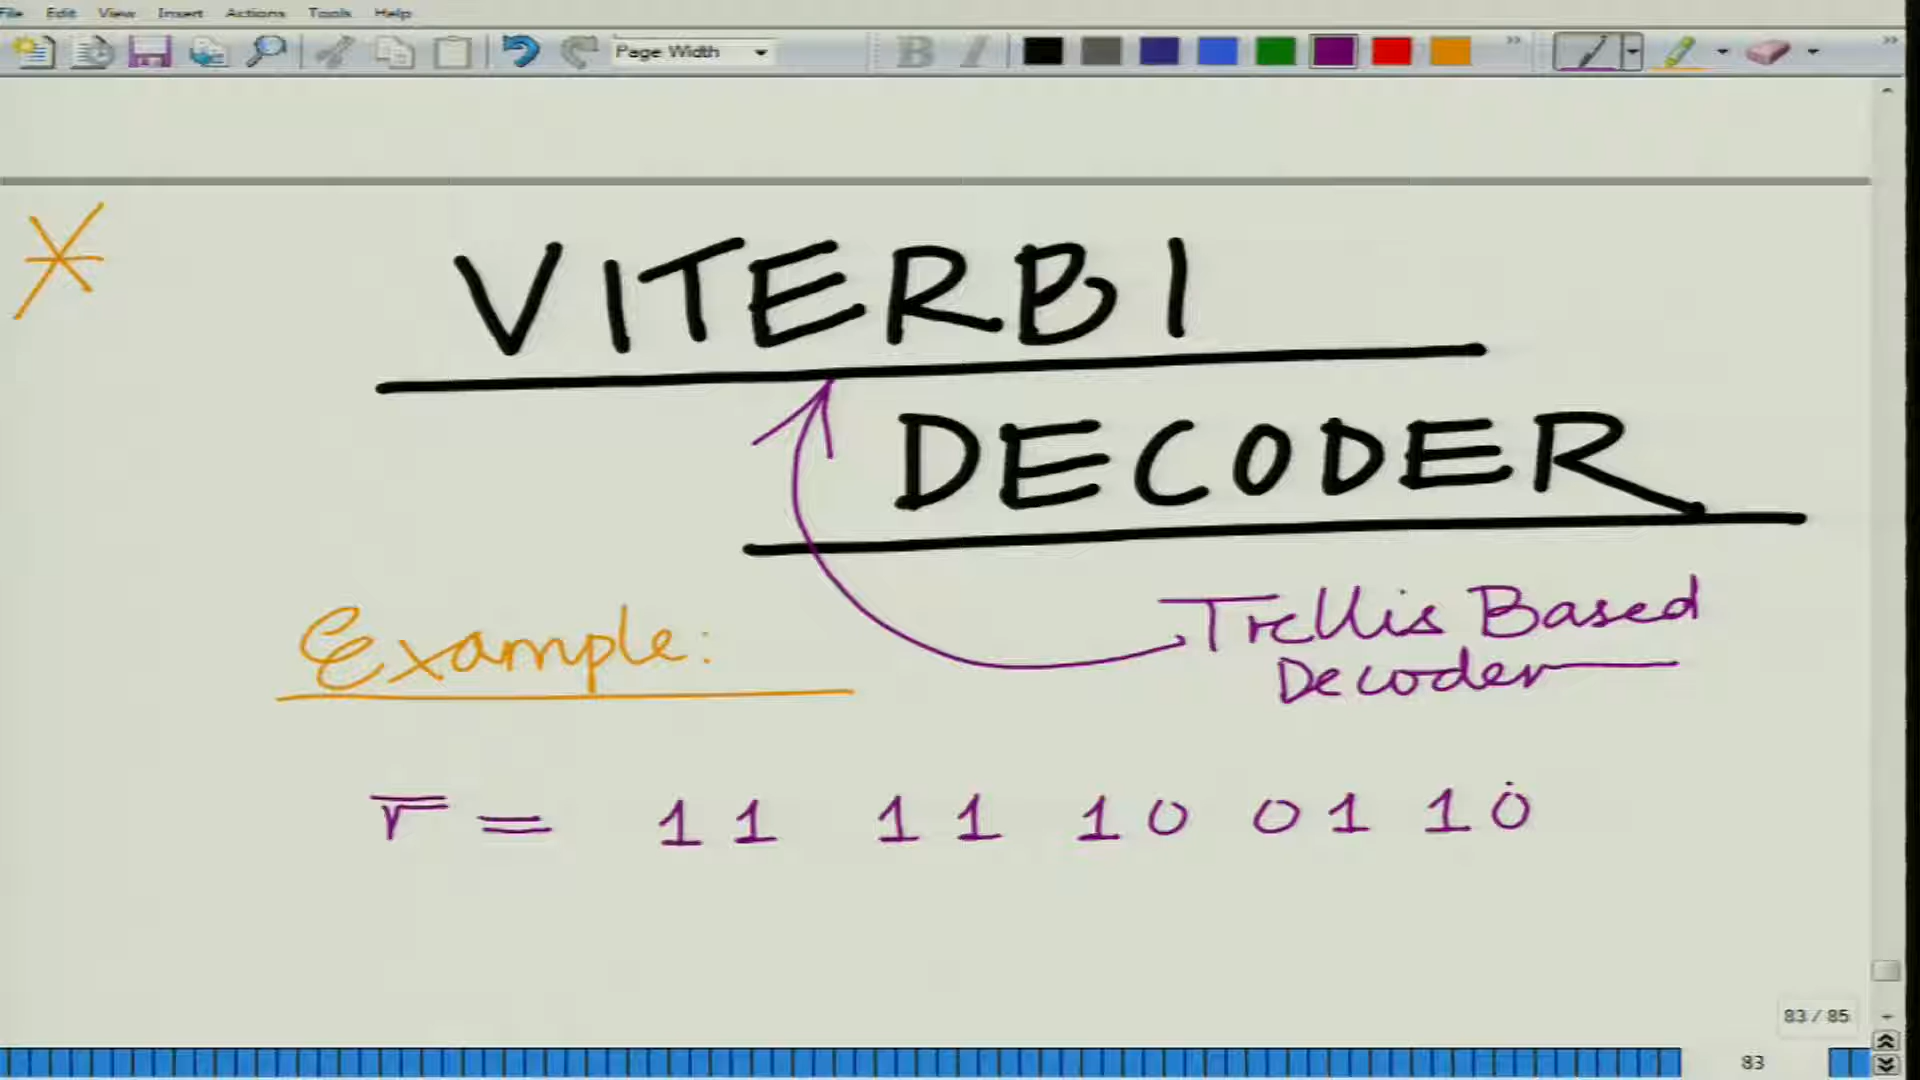 File Edit View Insert Actions Tools Help
Page Width B I
* VITERBI
DECODER
Example: Trellis Based
Decoder
r̅ = 11 11 10 01 10
83 / 85
83